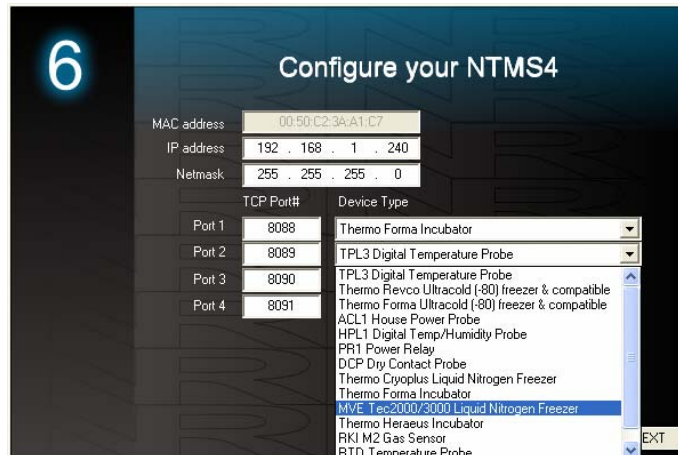 6
Configure your NTMS4
MAC address 00:50:C2:3A:A1:C7
IP address 192 . 168 . 1 . 240
Netmask 255 . 255 . 255 . 0
TCP Port# Device Type
Port 1 8088 Thermo Forma Incubator
Port 2 8089 TPL3 Digital Temperature Probe
Port 3 8090
Port 4 8091
TPL3 Digital Temperature Probe
Thermo Revco Ultracold (-80) freezer & compatible
Thermo Forma Ultracold (-80) freezer & compatible
ACL1 House Power Probe
HPL1 Digital Temp/Humidity Probe
PR1 Power Relay
DCP Dry Contact Probe
Thermo Cryoplus Liquid Nitrogen Freezer
Thermo Forma Incubator
MVE Tec2000/3000 Liquid Nitrogen Freezer
Thermo Heraeus Incubator
RKI M2 Gas Sensor
RTD Temperature Probe
EXT